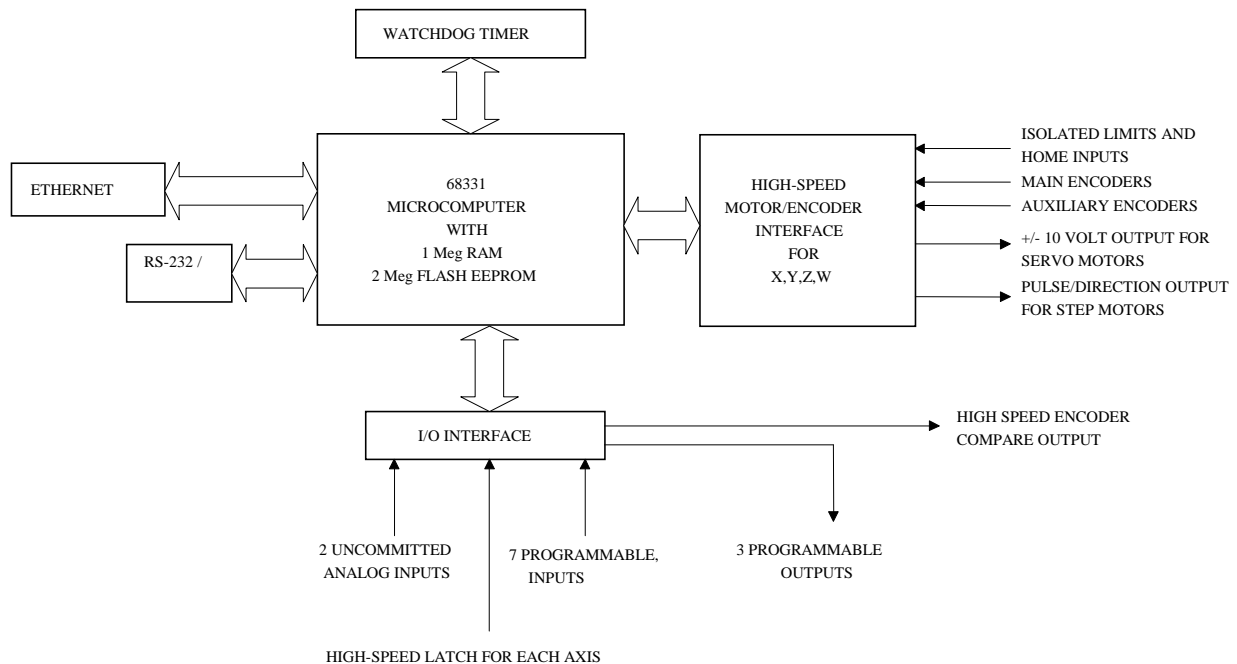 WATCHDOG TIMER
ETHERNET
RS-232 /
68331
MICROCOMPUTER
WITH
1 Meg RAM
2 Meg FLASH EEPROM
HIGH-SPEED
MOTOR/ENCODER
INTERFACE
FOR
X,Y,Z,W
ISOLATED LIMITS AND
HOME INPUTS
MAIN ENCODERS
AUXILIARY ENCODERS
+/- 10 VOLT OUTPUT FOR
SERVO MOTORS
PULSE/DIRECTION OUTPUT
FOR STEP MOTORS
I/O INTERFACE
HIGH SPEED ENCODER
COMPARE OUTPUT
2 UNCOMMITTED
ANALOG INPUTS
7 PROGRAMMABLE,
INPUTS
3 PROGRAMMABLE
OUTPUTS
HIGH-SPEED LATCH FOR EACH AXIS